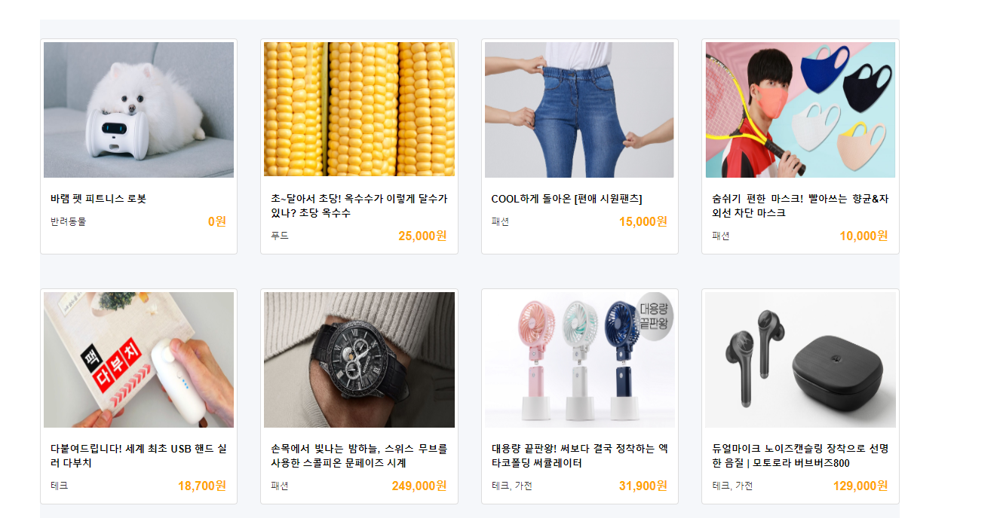 바램 펫 피트니스 로봇
반려동물
0원
초~달아서 초당! 옥수수가 이렇게 달수가
있나? 초당 옥수수
푸드
25,000원
COOL하게 돌아온 [편애 시원팬츠]
패션
15,000원
숨쉬기 편한 마스크! 빨아쓰는 향균&자
외선 차단 마스크
패션
10,000원
팩
다부치
다붙여드립니다! 세계 최초 USB 핸드 실
러 다부치
테크
18,700원
손목에서 빛나는 밤하늘, 스위스 무브를
사용한 스콜피온 문페이즈 시계
패션
249,000원
대용량
끝판왕
대용량 끝판왕! 써보다 결국 정착하는 엑
타코폴딩 써큘레이터
테크, 가전
31,900원
듀얼마이크 노이즈캔슬링 장착으로 선명
한 음질 | 모토로라 버브버즈800
테크, 가전
129,000원